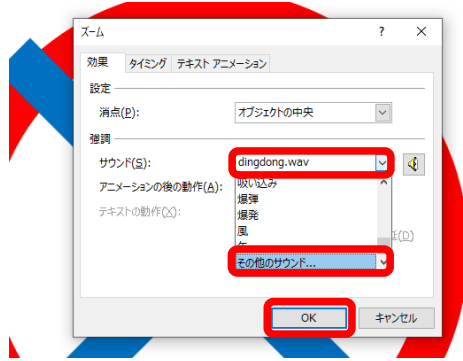 ズーム ? ×
効果 タイミング テキスト アニメーション
設定
消点(P): オブジェクトの中央
強調
サウンド(S): dingdong.wav
吸い込み
アニメーションの後の動作(A): 爆弾
テキストの動作(X): 爆発
風
(D)
その他のサウンド...
OK キャンセル